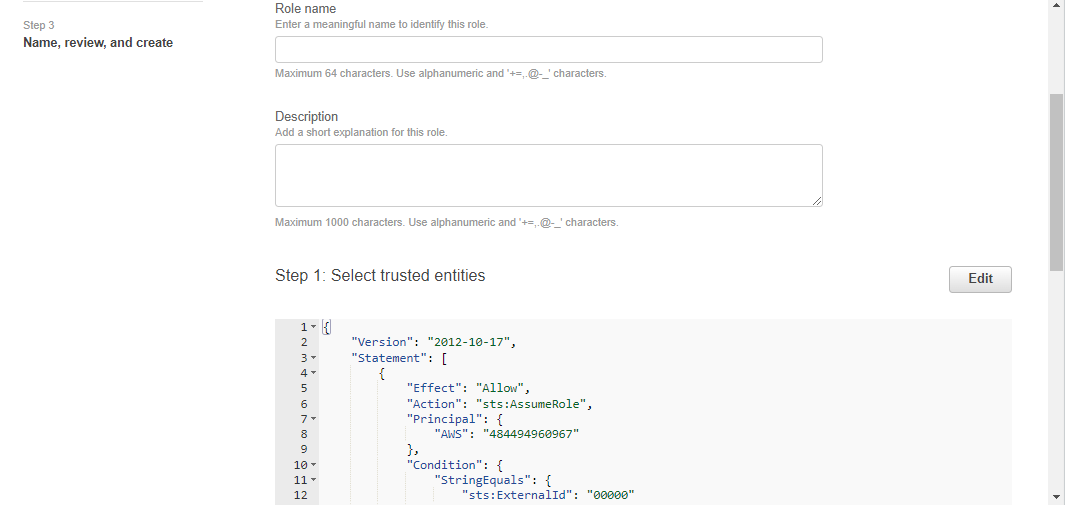 Role name
Step 3
Enter a meaningful name to identify this role.
Name, review, and create
Maximum 64 characters. Use alphanumeric and '+=,.@-_' characters.
Description
Add a short explanation for this role.
Maximum 1000 characters. Use alphanumeric and '+=,.@-_' characters.
Step 1: Select trusted entities
Edit
1 {
2 "Version": "2012-10-17",
3 "Statement": [
4 {
5 "Effect": "Allow",
6 "Action": "sts:AssumeRole",
7 "Principal": {
8 "AWS": "484494960967"
9 },
10 "Condition": {
11 "StringEquals": {
12 "sts:ExternalId": "00000"